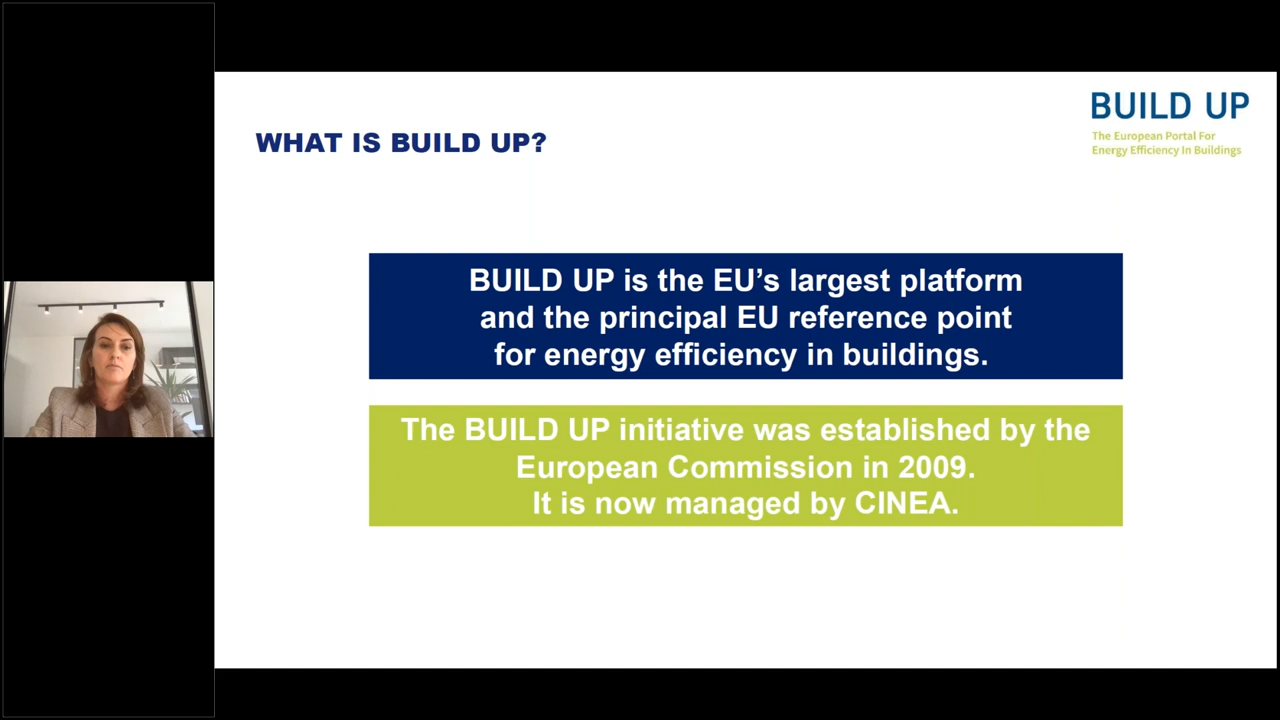 BUILD UP
The European Portal For
Energy Efficiency In Buildings
WHAT IS BUILD UP?
BUILD UP is the EU’s largest platform
and the principal EU reference point
for energy efficiency in buildings.
The BUILD UP initiative was established by the
European Commission in 2009.
It is now managed by CINEA.